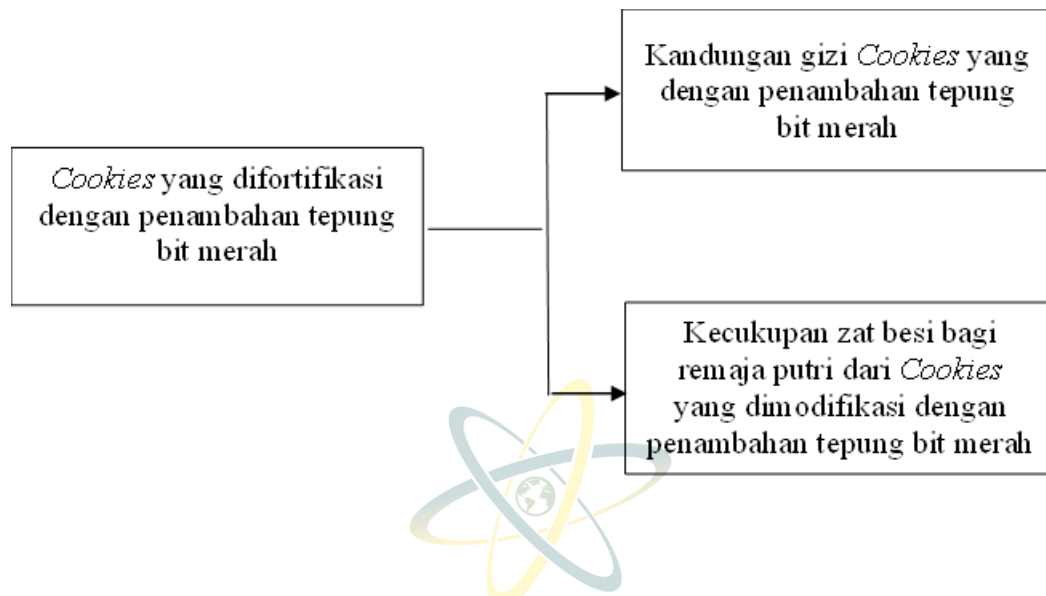 Kandungan gizi Cookies yang
dengan penambahan tepung
bit merah
Cookies yang difortifikasi
dengan penambahan tepung
bit merah
Kecukupan zat besi bagi
remaja putri dari Cookies
yang dimodifikasi dengan
penambahan tepung bit merah